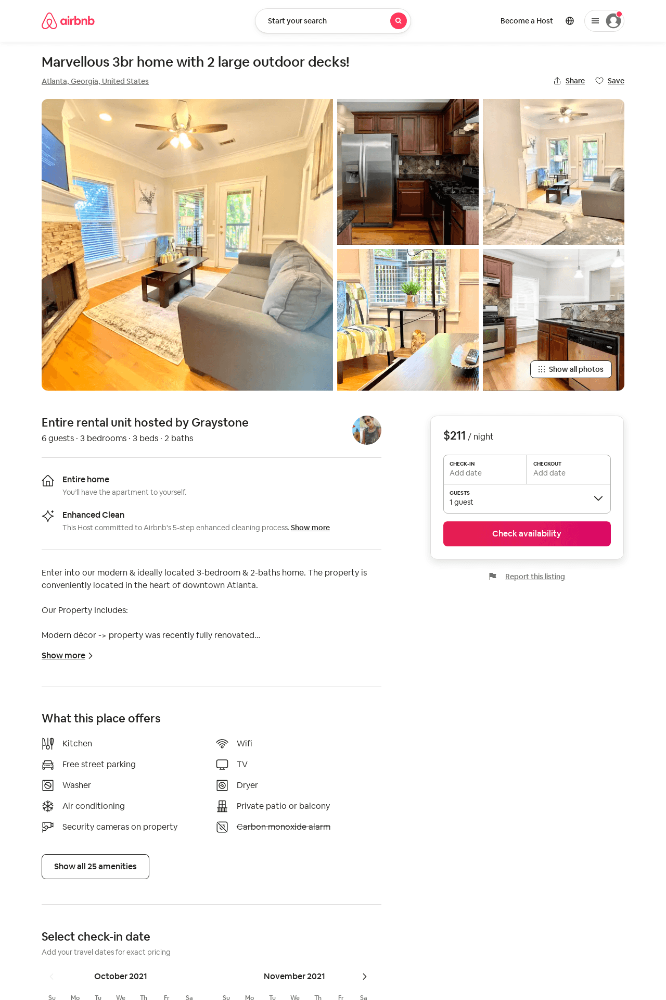 airbnb
Start your search
Become a Host
Marvellous 3br home with 2 large outdoor decks!
Atlanta, Georgia, United States
Share
Save
Show all photos
Entire rental unit hosted by Graystone
6 guests · 3 bedrooms · 3 beds · 2 baths
Entire home
You’ll have the apartment to yourself.
Enhanced Clean
This Host committed to Airbnb's 5-step enhanced cleaning process. Show more
$211 / night
CHECK-IN
Add date
CHECKOUT
Add date
GUESTS
1 guest
Check availability
Report this listing
Enter into our modern & ideally located 3-bedroom & 2-baths home. The property is
conveniently located in the heart of downtown Atlanta.
Our Property Includes:
Modern décor -> property was recently fully renovated...
Show more
What this place offers
Kitchen
Wifi
Free street parking
TV
Washer
Dryer
Air conditioning
Private patio or balcony
Security cameras on property
Carbon monoxide alarm
Show all 25 amenities
Select check-in date
Add your travel dates for exact pricing
October 2021
November 2021
Su Mo Tu We Th Fr Sa
Su Mo Tu We Th Fr Sa